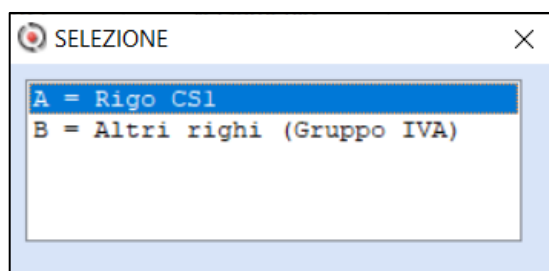 SELEZIONE
A = Rigo CS1
B = Altri righi (Gruppo IVA)